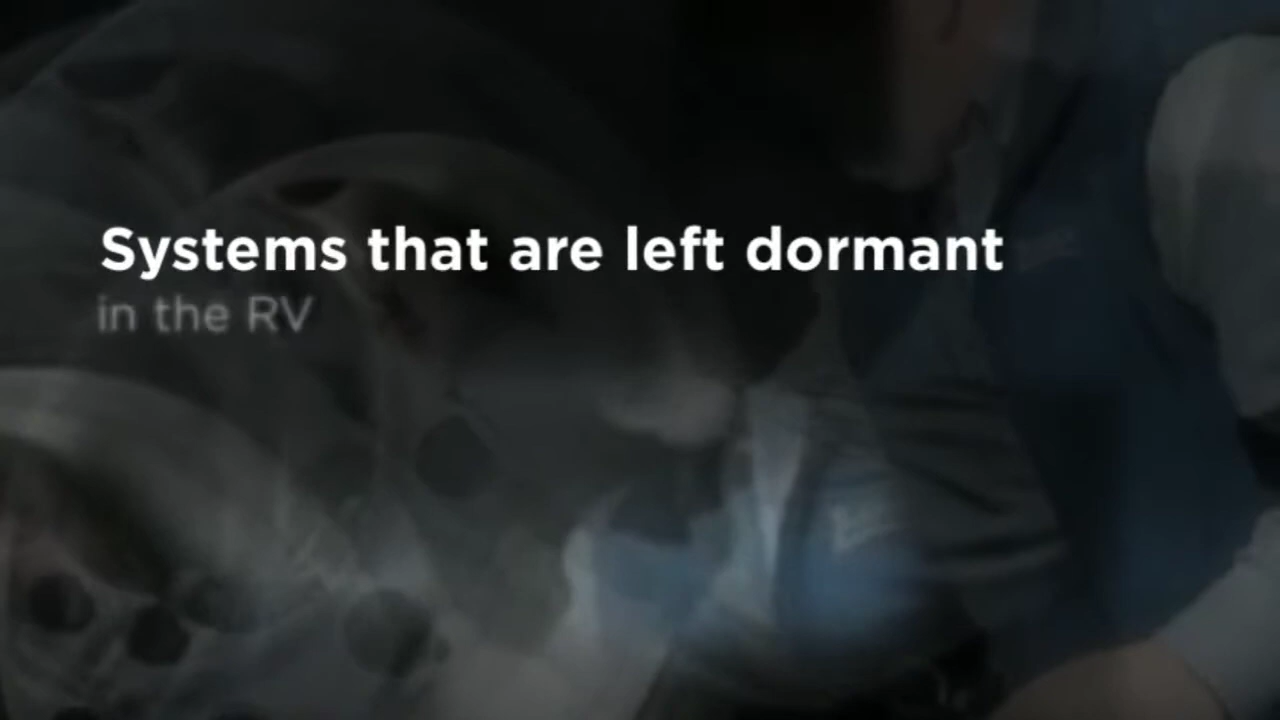 Systems that are left dormant
in the RV